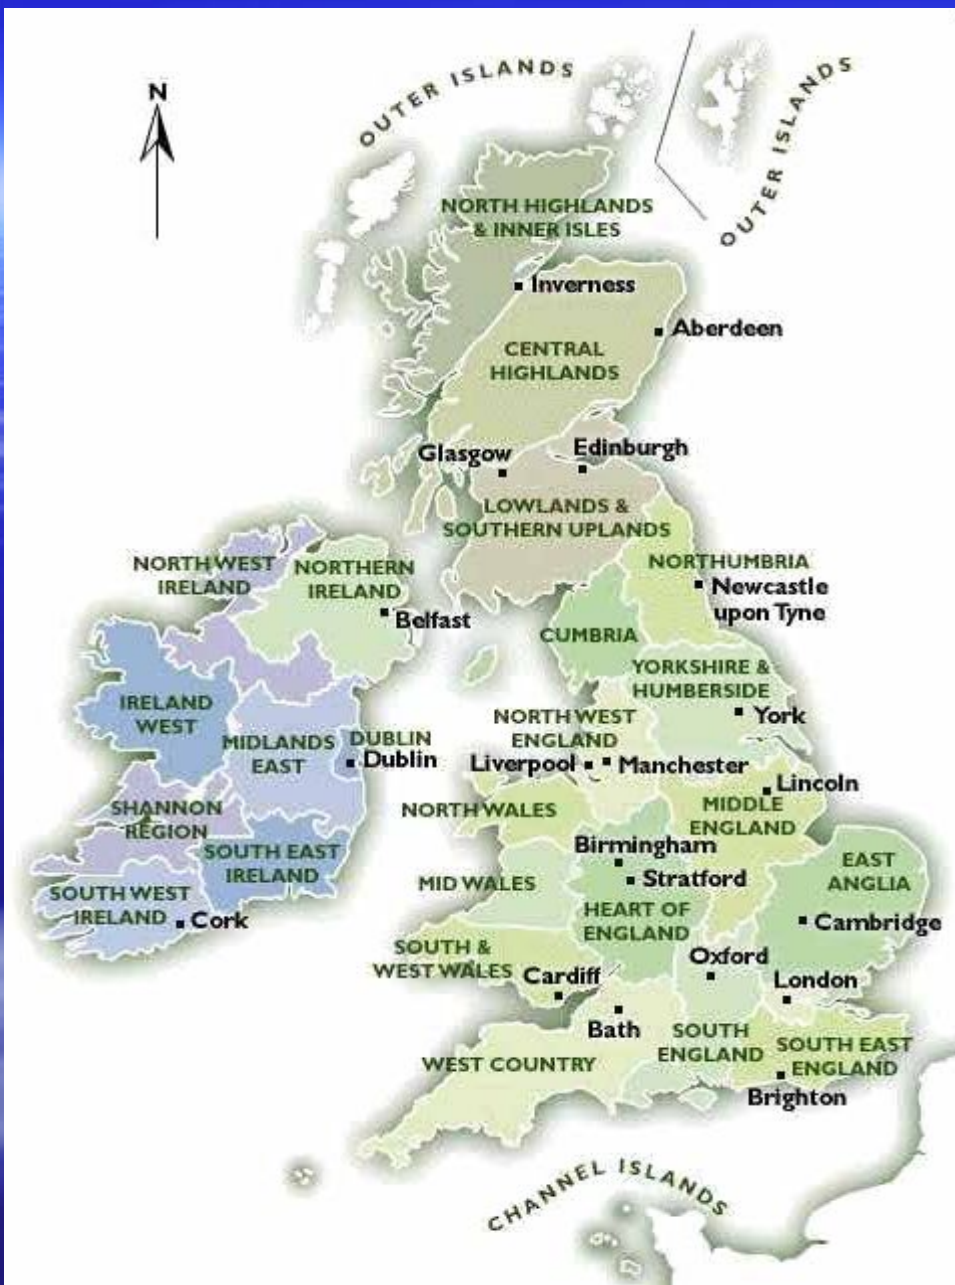 OUTER ISLANDS
OUTER ISLANDS
N
NORTH HIGHLANDS
& INNER ISLES
Inverness
Aberdeen
CENTRAL
HIGHLANDS
Glasgow
Edinburgh
LOWLANDS &
SOUTHERN UPLANDS
NORTH WEST
IRELAND
NORTHERN
IRELAND
Belfast
NORTHUMBRIA
Newcastle
upon Tyne
CUMBRIA
YORKSHIRE &
HUMBERSIDE
York
IRELAND
WEST
MIDLANDS
EAST
DUBLIN
Dublin
NORTH WEST
ENGLAND
Liverpool
Manchester
Lincoln
SHANNON
REGION
NORTH WALES
MIDDLE
ENGLAND
SOUTH EAST
IRELAND
Birmingham
Stratford
MID WALES
EAST
ANGLIA
SOUTH WEST
IRELAND
Cork
HEART OF
ENGLAND
Cambridge
SOUTH &
WEST WALES
Cardiff
Oxford
London
Bath
WEST COUNTRY
SOUTH
ENGLAND
SOUTH EAST
ENGLAND
Brighton
CHANNEL ISLANDS